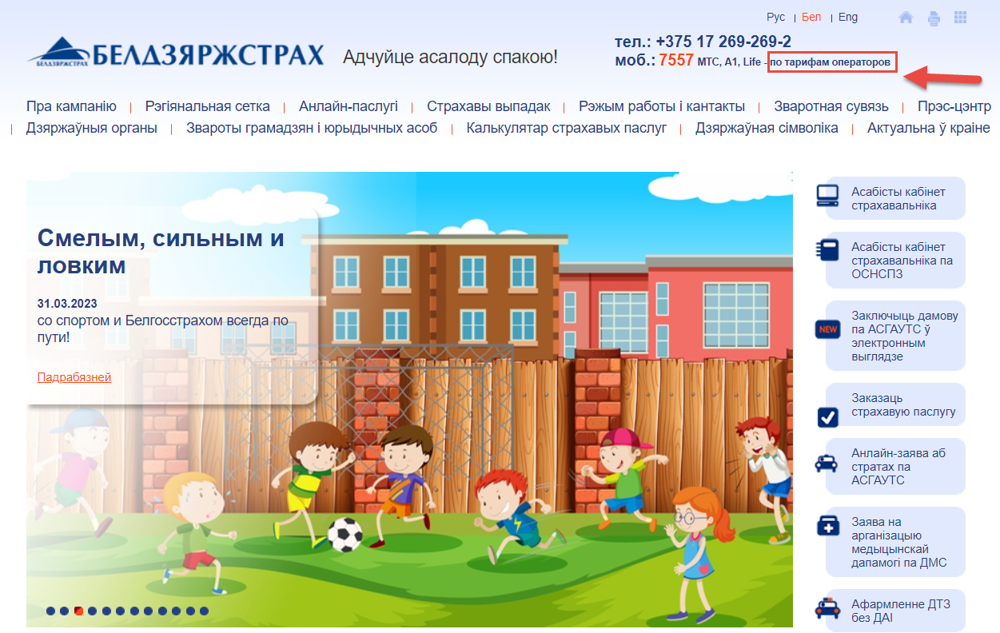 Рус | Бел | Eng
БЕЛДЗЯРЖСТРАХ
БЕЛДЗЯРЖСТРАХ
Адчуйце асалоду спакою!
тел.: +375 17 269-269-2
моб.: 7557 МТС, А1, Life - по тарифам операторов
Пра кампанію | Рэгіянальная сетка | Анлайн-паслугі | Страхавы выпадак | Рэжым работы і кантакты | Зваротная сувязь | Прэс-цэнтр
| Дзяржаўныя органы | Звароты грамадзян і юрыдычных асоб | Калькулятар страхавых паслуг | Дзяржаўная сімволіка | Актуальна ў краіне
Смелым, сильным и
ловким
31.03.2023
со спортом и Белгосстрахом всегда по
пути!
Падрабязней
Асабісты кабінет
страхавальніка
Асабісты кабінет
страхавальніка па
ОСНСПЗ
NEW
Заключыць дамову
па АСГАУТС ў
электронным
выглядзе
Заказаць
страхавую паслугу
Анлайн-заява аб
стратах па
АСГАУТС
Заява на
арганізацыю
медыцынскай
дапамогі па ДМС
Афармленне ДТЗ
без ДАІ